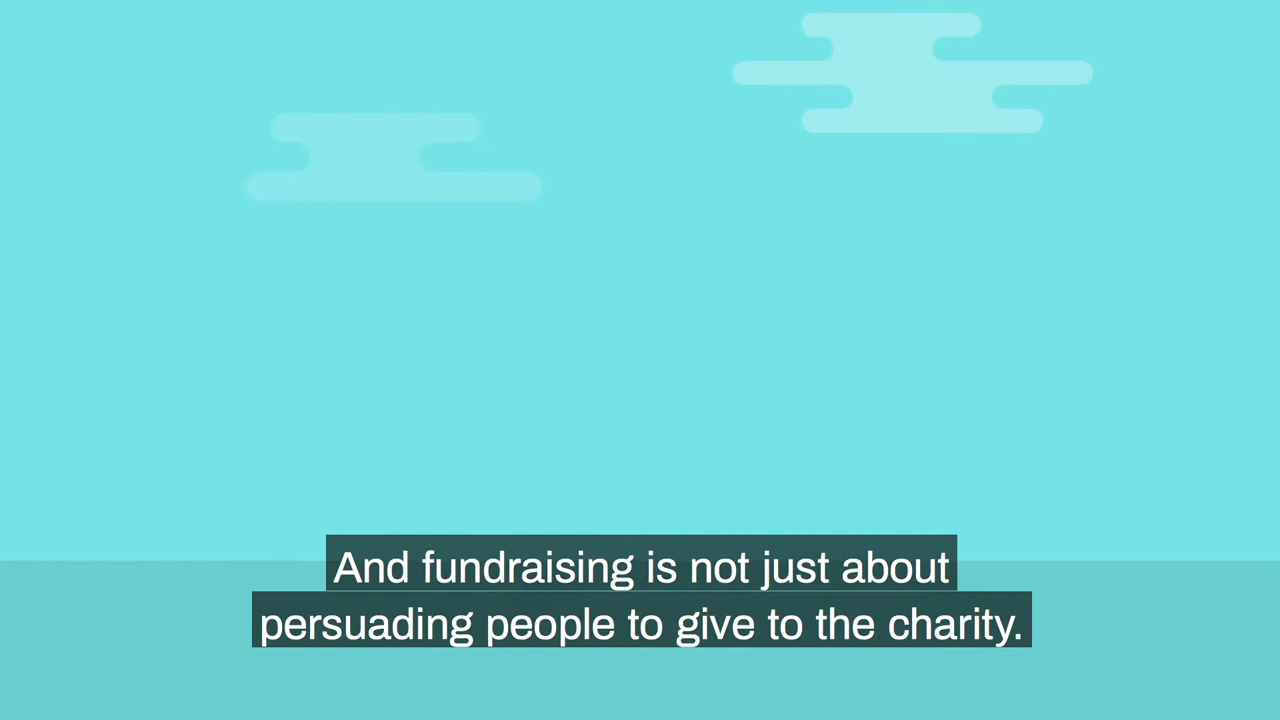 And fundraising is not just about
persuading people to give to the charity.